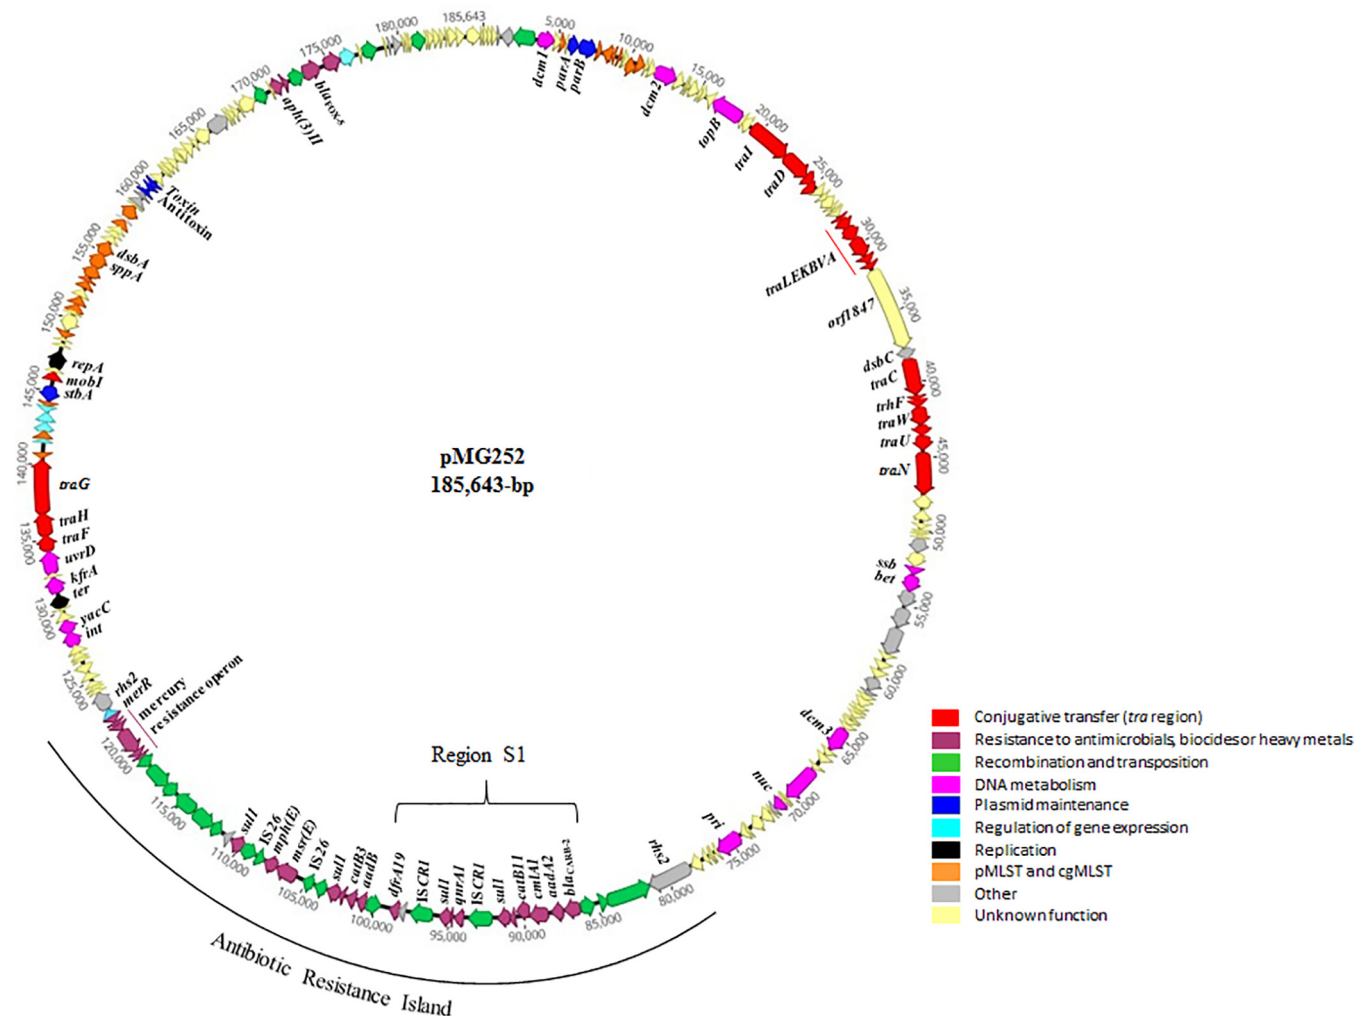 pMG252
185,643-bp
185,643
5,000
10,000
15,000
20,000
25,000
30,000
35,000
40,000
45,000
50,000
55,000
60,000
65,000
70,000
75,000
80,000
85,000
90,000
95,000
100,000
105,000
110,000
115,000
120,000
125,000
130,000
135,000
140,000
145,000
150,000
155,000
160,000
165,000
170,000
175,000
180,000
dcm1
parA
parB
dcm2
topB
traI
traD
traLEKBVA
orf1847
dsbC
traC
trhF
traW
traU
traN
ssb
bet
dcm3
nuc
pri
rhs2
blaCARB-2
aadA2
cmlA1
catB11
sul1
ISCR1
qnrA1
sul1
ISCR1
dfrA19
aadB
catB3
sul1
IS26
msr(E)
mph(E)
IS26
sul1
Region S1
Antibiotic Resistance Island
mercury
resistance operon
merR
rhs2
int
yacC
ter
kfrA
uvrD
traF
traH
traG
stbA
mobI
repA
sppA
dsbA
Antitoxin
Toxin
aph(3)II
blaFOX-5
Conjugative transfer (tra region)
Resistance to antimicrobials, biocidesor heavy metals
Recombination and transposition
DNA metabolism
Plasmid maintenance
Regulation of gene expression
Replication
pMLST and cgMLST
Other
Unknown function